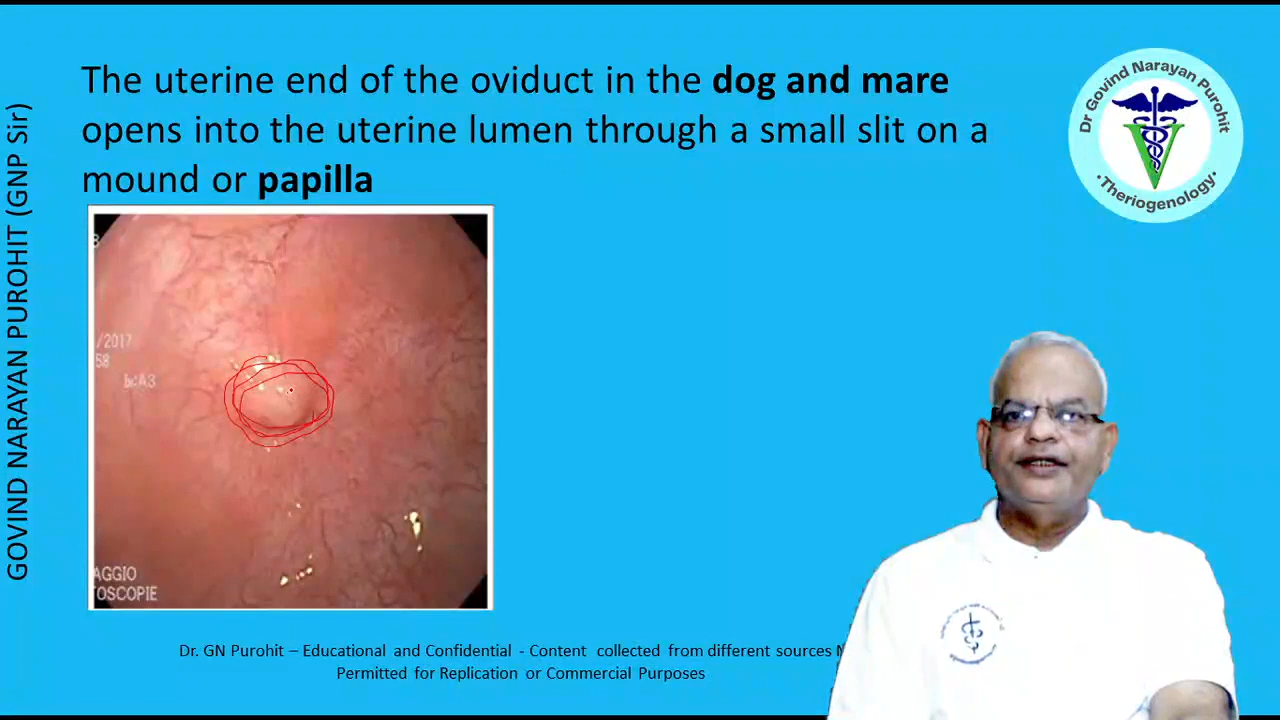 The uterine end of the oviduct in the dog and mare
opens into the uterine lumen through a small slit on a
mound or papilla
GOVIND NARAYAN PUROHIT (GNP Sir)
Dr Govind Narayan Purohit
·Theriogenology·
/2017
58
b:A3
AGGIO
TOSCOPIE
Dr. GN Purohit – Educational and Confidential - Content collected from different sources
Permitted for Replication or Commercial Purposes